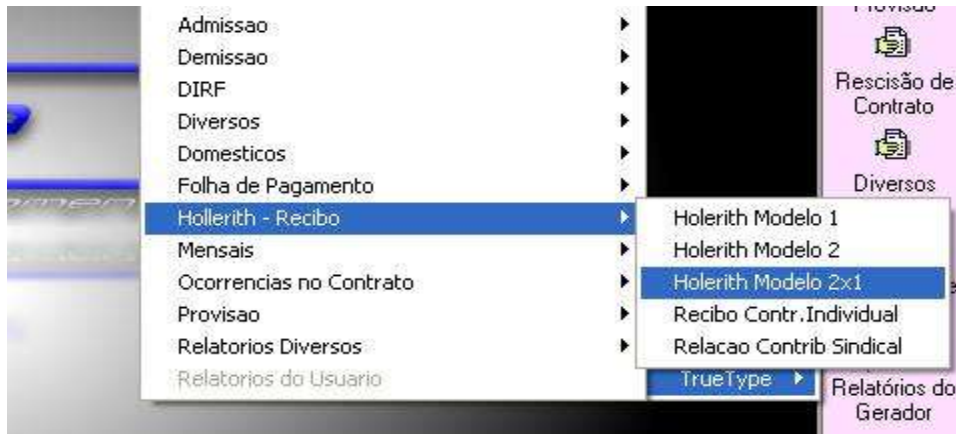 Admissao
Demissao
DIRF
Diversos
Domesticos
Folha de Pagamento
Hollerith - Recibo
Mensais
Ocorrencias no Contrato
Provisao
Relatorios Diversos
Relatorios do Usuario
Holerith Modelo 1
Holerith Modelo 2
Holerith Modelo 2x1
Recibo Contr.Individual
Relacao Contrib Sindical
TrueType
Provisão
Rescisão de
Contrato
Diversos
Relatórios do
Gerador